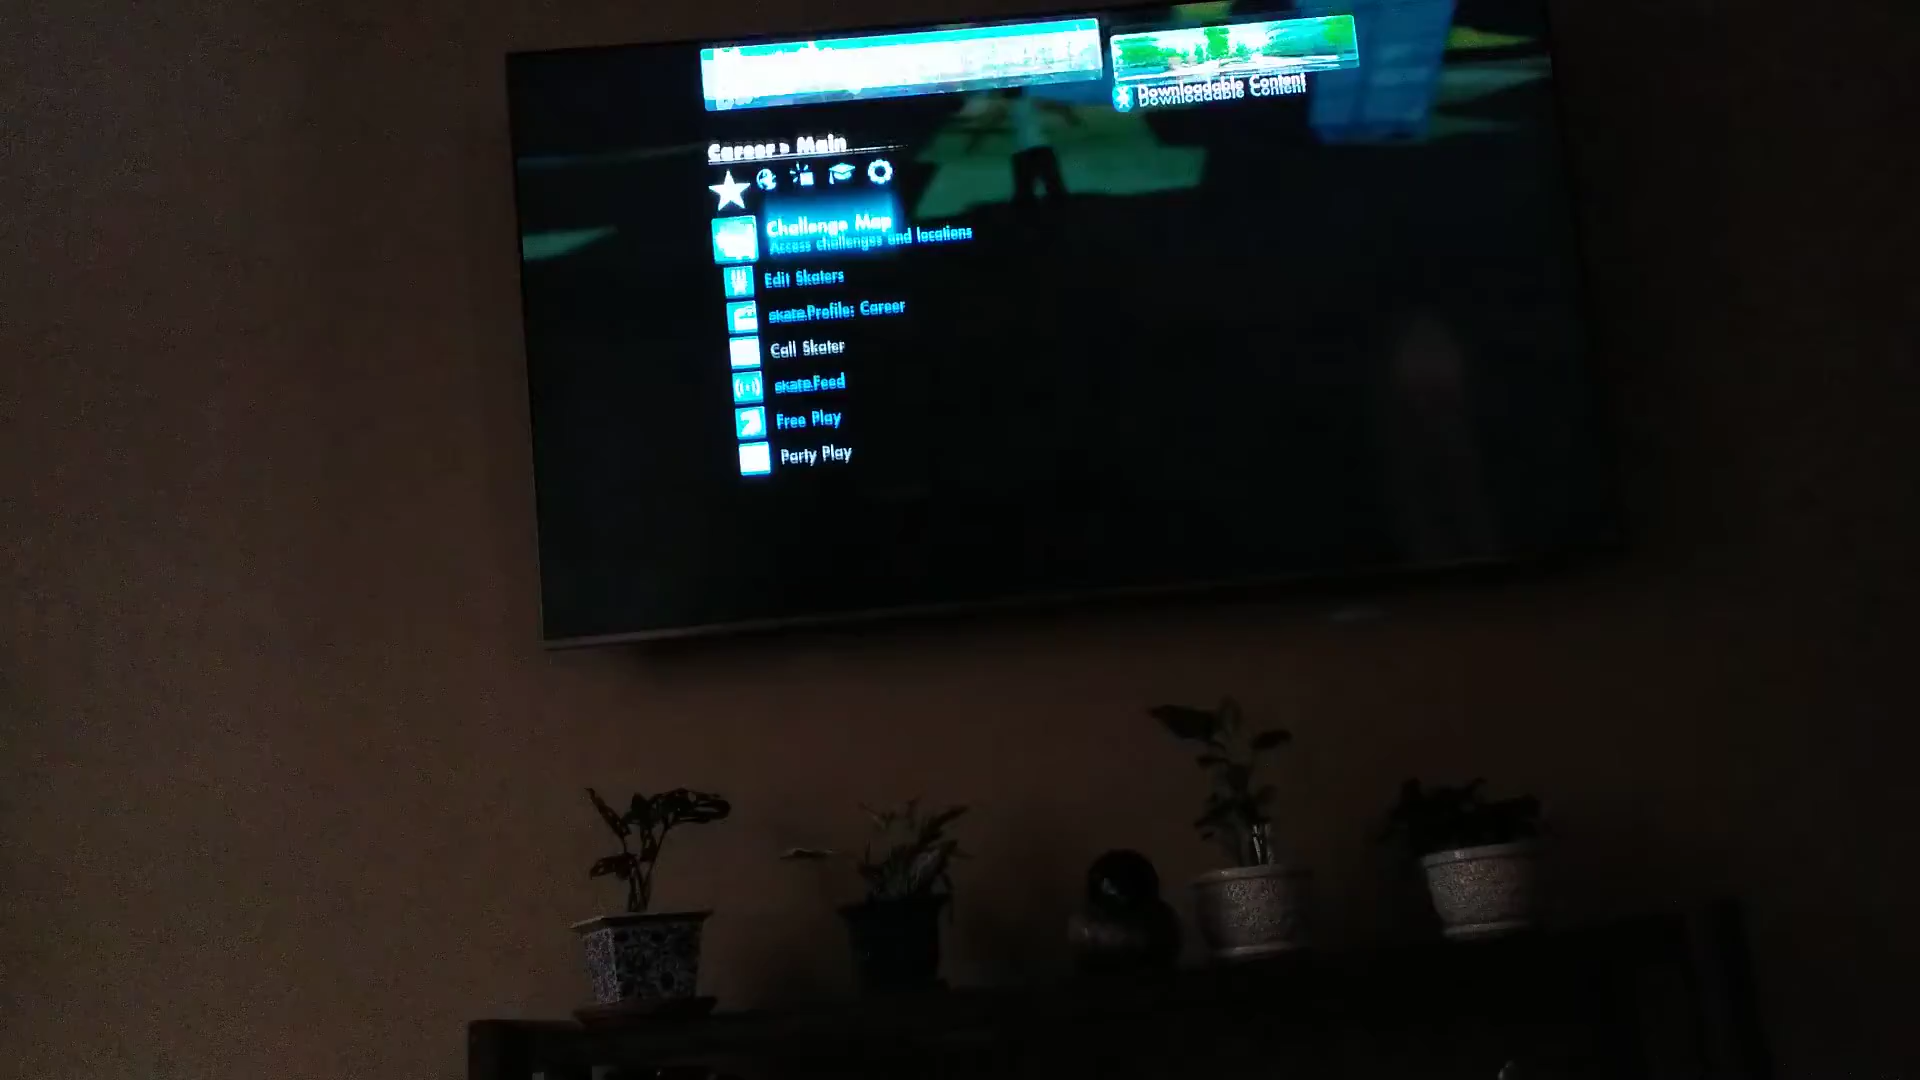 Downloadable Content
Career > Main
Challenge Map
Access challenges and locations
Edit Skaters
skate.Profile: Career
Call Skater
skate.Feed
Free Play
Party Play